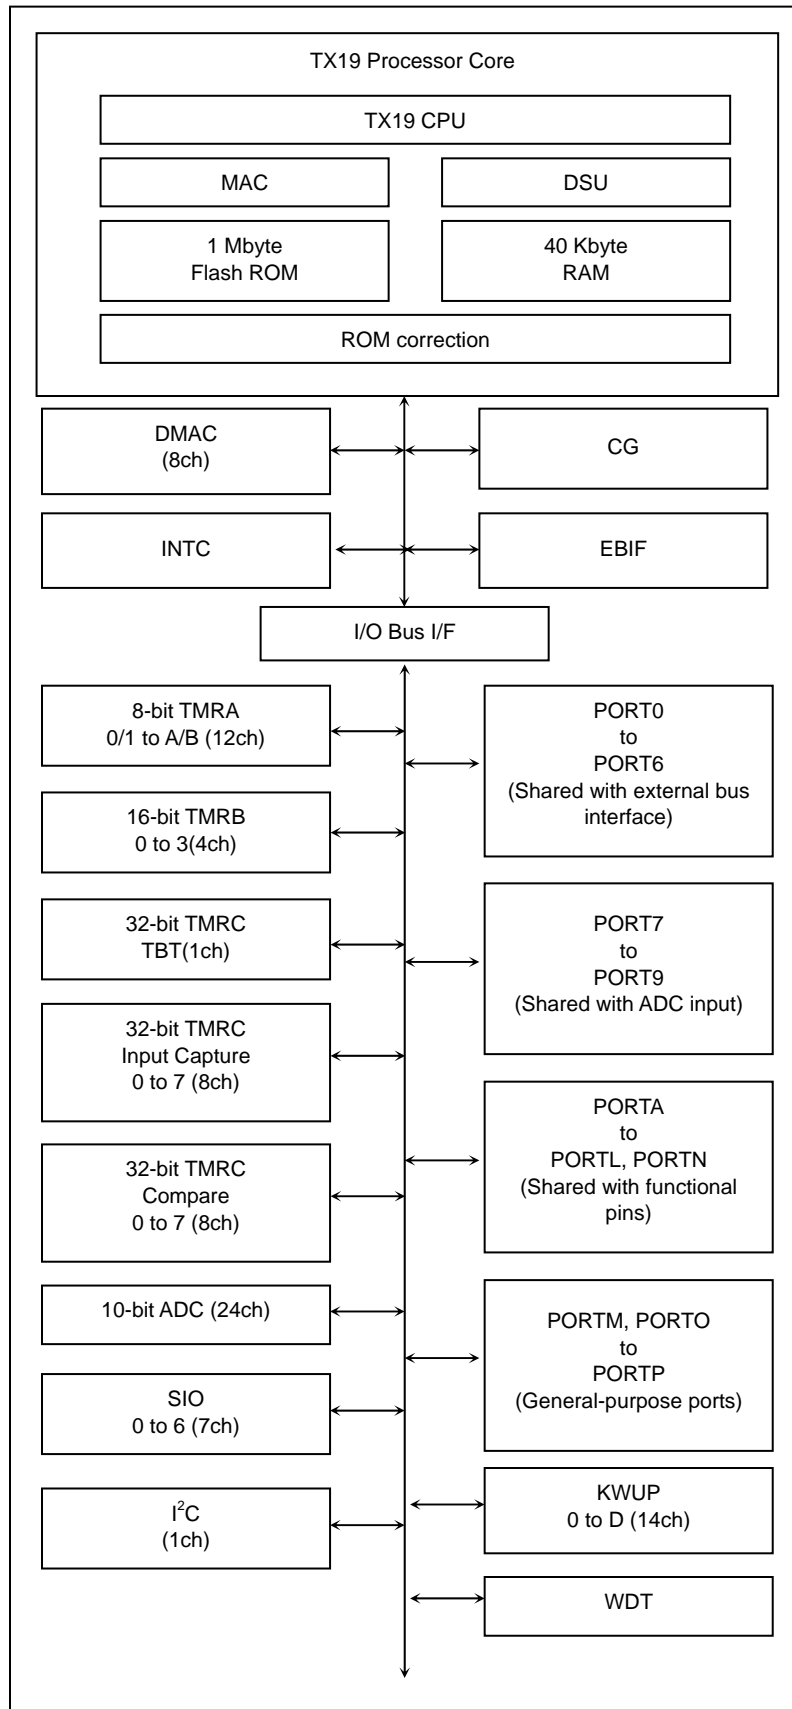 TX19 Processor Core
TX19 CPU
MAC
DSU
1 Mbyte
Flash ROM
40 Kbyte
RAM
ROM correction
DMAC
(8ch)
CG
INTC
EBIF
I/O Bus I/F
8-bit TMRA
0/1 to A/B (12ch)
16-bit TMRB
0 to 3(4ch)
32-bit TMRC
TBT(1ch)
32-bit TMRC
Input Capture
0 to 7 (8ch)
32-bit TMRC
Compare
0 to 7 (8ch)
10-bit ADC (24ch)
SIO
0 to 6 (7ch)
I²C
(1ch)
PORT0
to
PORT6
(Shared with external bus
interface)
PORT7
to
PORT9
(Shared with ADC input)
PORTA
to
PORTL, PORTN
(Shared with functional
pins)
PORTM, PORTO
to
PORTP
(General-purpose ports)
KWUP
0 to D (14ch)
WDT